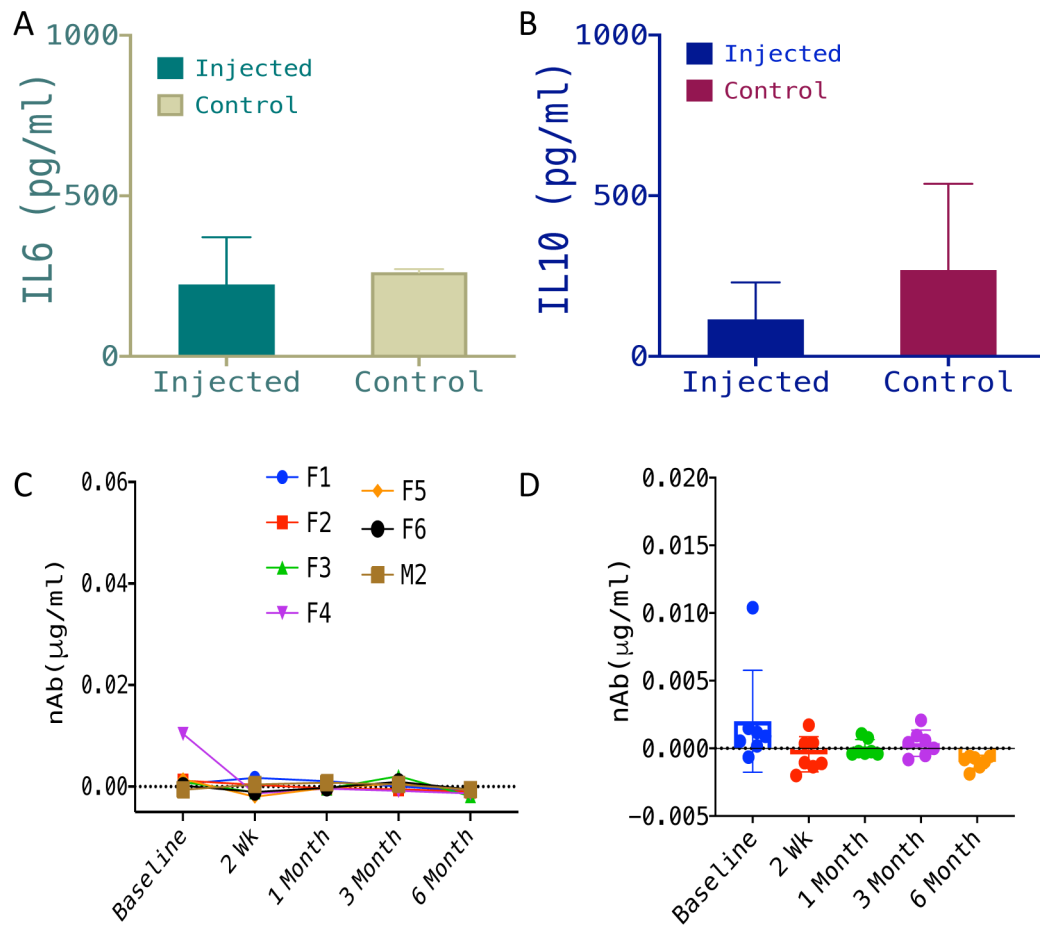 A
IL6 (pg/ml)
1000
500
0
Injected
Control
Injected
Control
B
IL10 (pg/ml)
1000
500
0
Injected
Control
Injected
Control
C
nAb(µg/ml)
0.06
0.04
0.02
0.00
F1
F2
F3
F4
F5
F6
M2
Baseline
2 Wk
1 Month
3 Month
6 Month
D
nAb(µg/ml)
0.020
0.015
0.010
0.005
0.000
−0.005
Baseline
2 Wk
1 Month
3 Month
6 Month